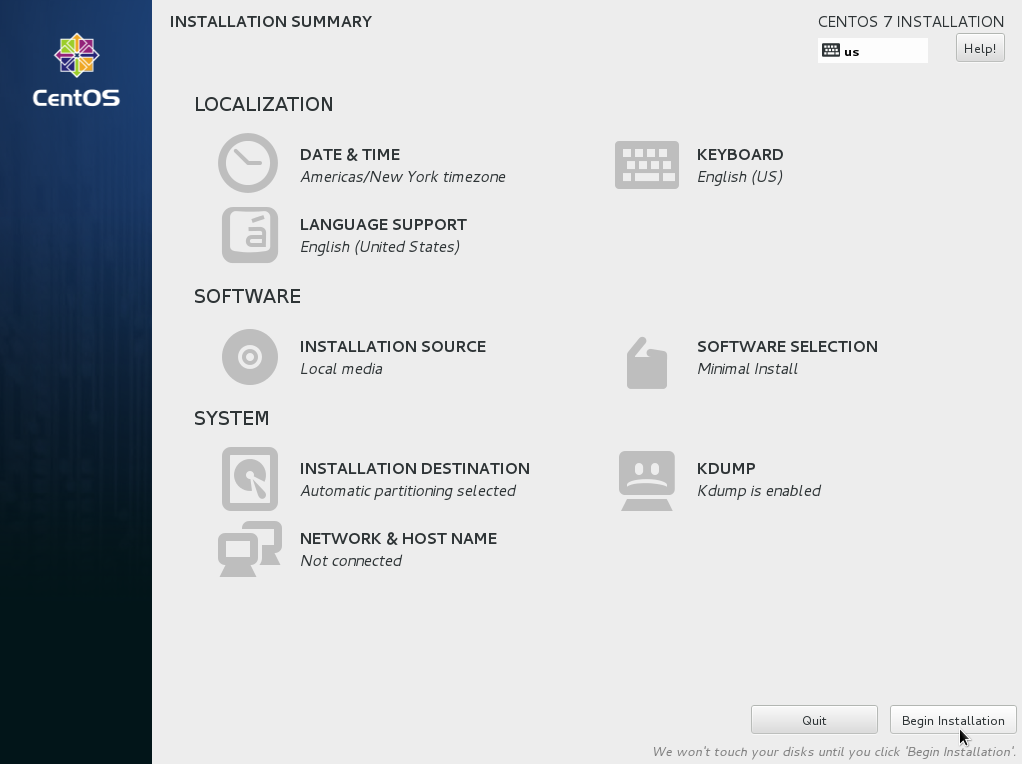 INSTALLATION SUMMARY
CENTOS 7 INSTALLATION
us
Help!
CentOS
LOCALIZATION
DATE & TIME
Americas/New York timezone
KEYBOARD
English (US)
á
LANGUAGE SUPPORT
English (United States)
SOFTWARE
INSTALLATION SOURCE
Local media
SOFTWARE SELECTION
Minimal Install
SYSTEM
INSTALLATION DESTINATION
Automatic partitioning selected
KDUMP
Kdump is enabled
NETWORK & HOST NAME
Not connected
Quit
Begin Installation
We won't touch your disks until you click 'Begin Installation'.